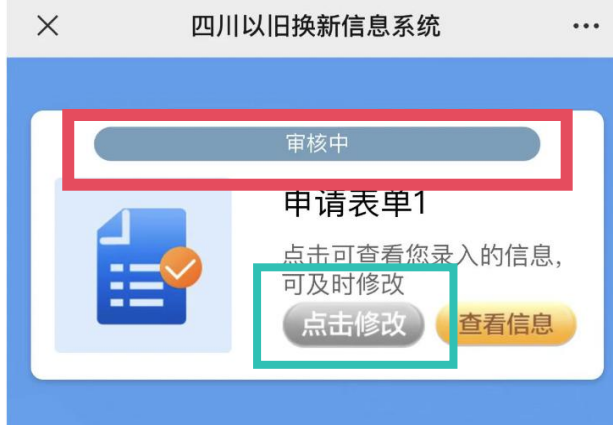 四川以旧换新信息系统
审核中
申请表单1
点击可查看您录入的信息,
可及时修改
点击修改 查看信息